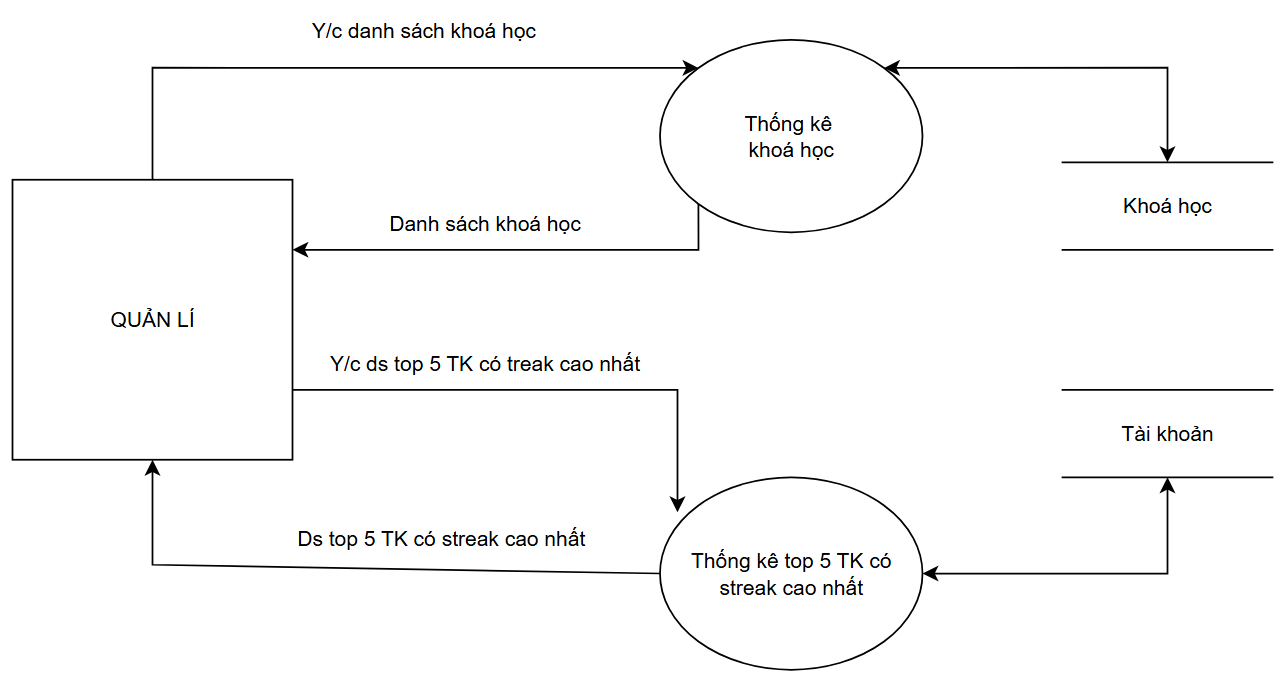 Y/c danh sách khoá học
Thống kê
khoá học
Khoá học
Danh sách khoá học
QUẢN LÍ
Y/c ds top 5 TK có treak cao nhất
Tài khoản
Ds top 5 TK có streak cao nhất
Thống kê top 5 TK có
streak cao nhất